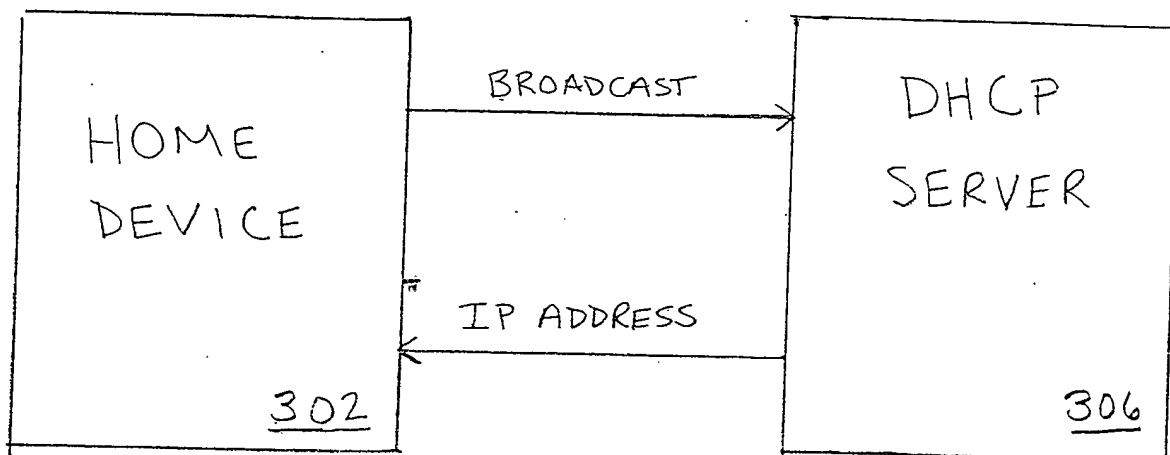 HOME
DEVICE
302
BROADCAST
IP ADDRESS
DHCP
SERVER
306